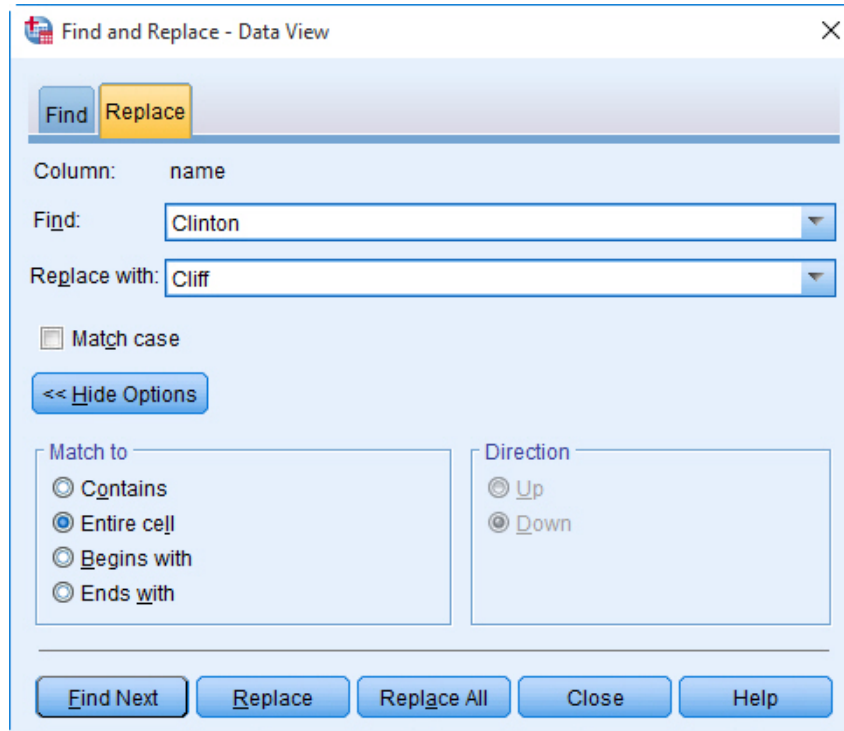 Find and Replace - Data View
Find Replace
Column: name
Find: Clinton
Replace with: Cliff
Match case
<< Hide Options
Match to
Contains
Entire cell
Begins with
Ends with
Direction
Up
Down
Find Next Replace Replace All Close Help